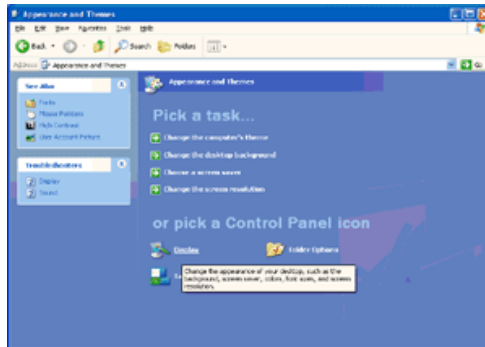 Appearance and Themes
File Edit View Favorites Tools Help
Back Search Folders
Address Appearance and Themes Go
See Also
Fonts
Mouse Pointers
High Contrast
User Account Picture
Troubleshooters
Display
Sound
Appearance and Themes
Pick a task...
Change the computer's theme
Change the desktop background
Choose a screen saver
Change the screen resolution
or pick a Control Panel icon
Display Folder Options
Change the appearance of your desktop, such as the
background, screen saver, colors, font sizes, and screen
resolution.